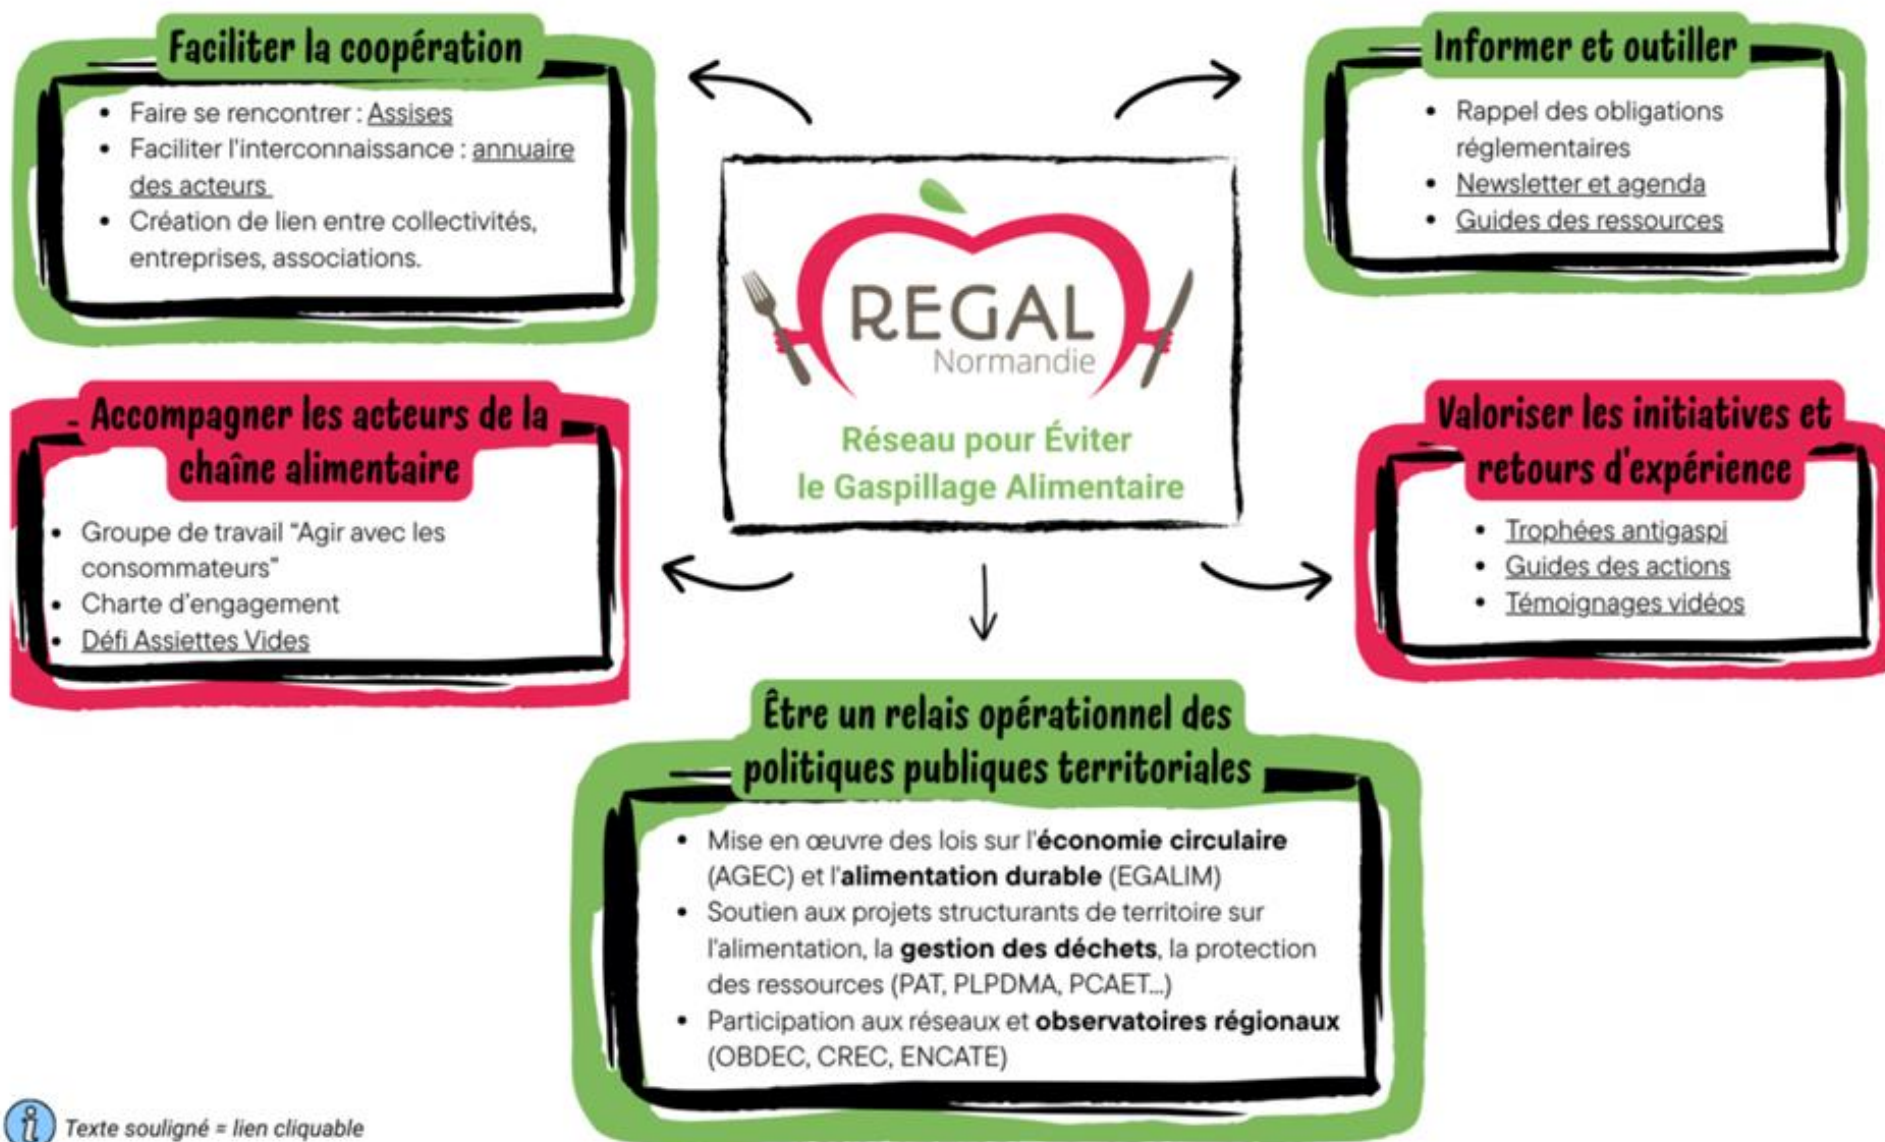 Faciliter la coopération
• Faire se rencontrer : Assises
• Faciliter l'interconnaissance : annuaire
des acteurs
• Création de lien entre collectivités,
entreprises, associations.
Informer et outiller
• Rappel des obligations
réglementaires
• Newsletter et agenda
• Guides des ressources
REGAL
Normandie
Réseau pour Éviter
le Gaspillage Alimentaire
Accompagner les acteurs de la
chaîne alimentaire
• Groupe de travail “Agir avec les
consommateurs”
• Charte d'engagement
• Défi Assiettes Vides
Valoriser les initiatives et
retours d'expérience
• Trophées antigaspi
• Guides des actions
• Témoignages vidéos
Être un relais opérationnel des
politiques publiques territoriales
• Mise en œuvre des lois sur l'économie circulaire
(AGEC) et l'alimentation durable (EGALIM)
• Soutien aux projets structurants de territoire sur
l'alimentation, la gestion des déchets, la protection
des ressources (PAT, PLPDMA, PCAET...)
• Participation aux réseaux et observatoires régionaux
(OBDEC, CREC, ENCATE)
i Texte souligné = lien cliquable